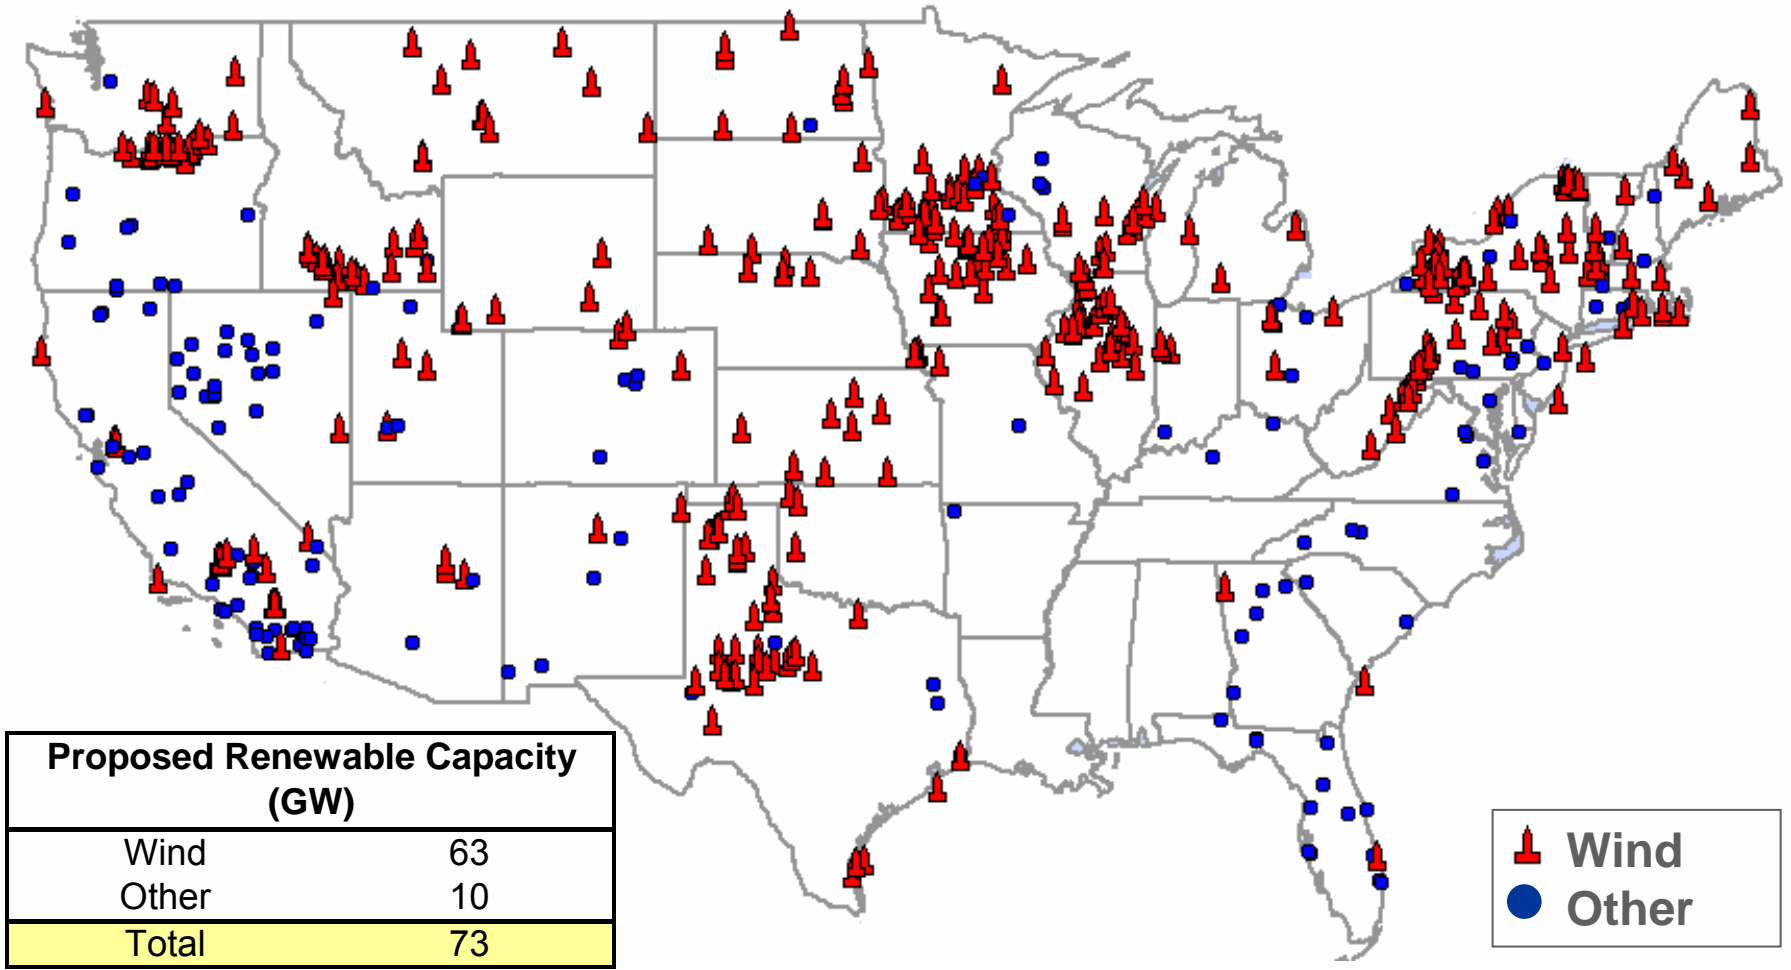 Proposed Renewable Capacity
(GW)
Wind 63
Other 10
Total 73
Wind
Other